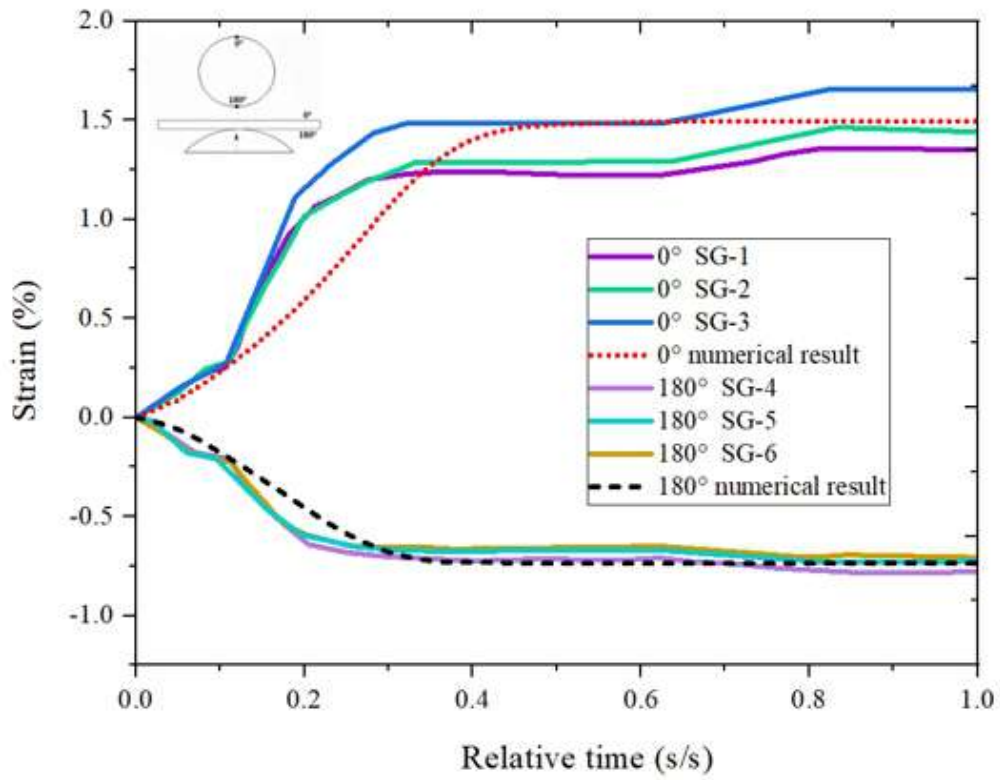 2.0
1.5
1.0
0.5
0.0
-0.5
-1.0
Strain (%)
0°
180°
0°
180°
0° SG-1
0° SG-2
0° SG-3
0° numerical result
180° SG-4
180° SG-5
180° SG-6
180° numerical result
0.0 0.2 0.4 0.6 0.8 1.0
Relative time (s/s)